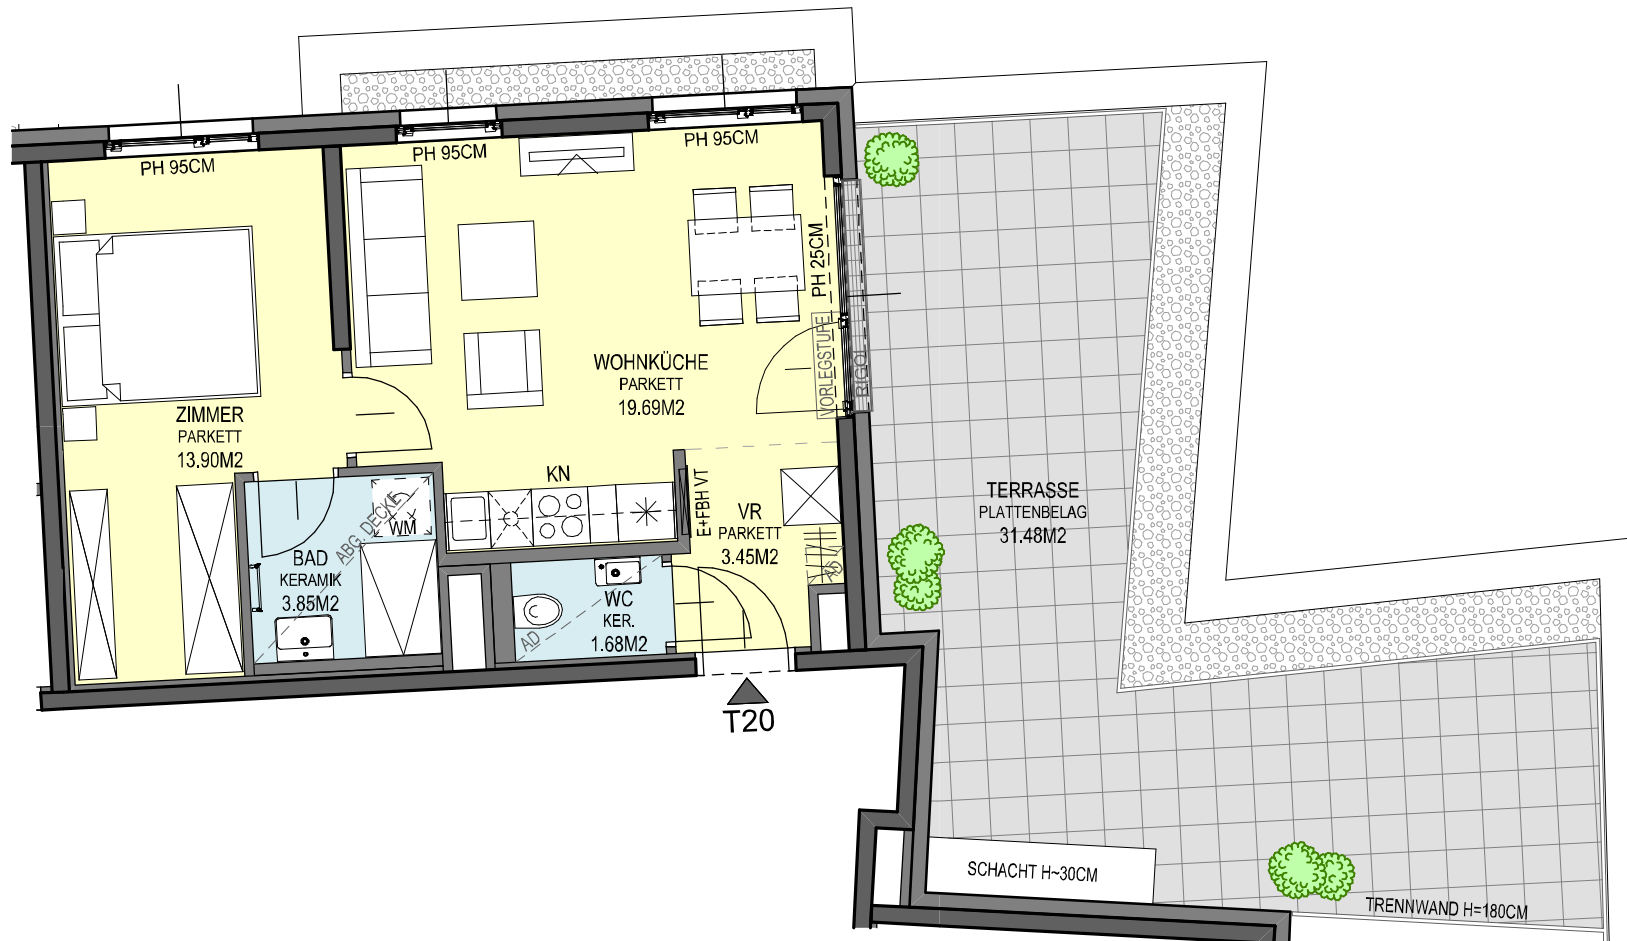 PH 95CM
PH 95CM
PH 95CM
PH 25CM
VORLEGSTUFE
RIGOL
WOHNKÜCHE
PARKETT
19.69M2
ZIMMER
PARKETT
13.90M2
KN
E+FBH VT
VR
PARKETT
3.45M2
AD
TERRASSE
PLATTENBELAG
31.48M2
ABG. DECKE
WM
BAD
KERAMIK
3.85M2
WC
KER.
1.68M2
AD
T20
SCHACHT H~30CM
TRENNWAND H=180CM